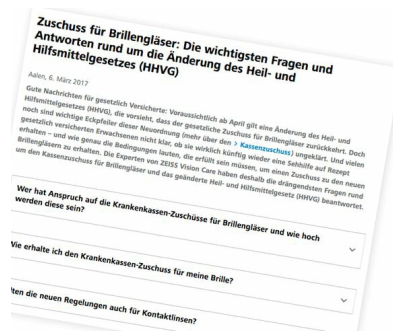 Zuschuss für Brillengläser: Die wichtigsten Fragen und
Antworten rund um die Änderung des Heil- und
Hilfsmittelgesetzes (HHVG)
Aalen, 6. März 2017
Gute Nachrichten für gesetzlich Versicherte: Voraussichtlich ab April gilt eine Änderung des Heil- und
Hilfsmittelgesetzes (HHVG), die vorsieht, dass der gesetzliche Zuschuss für Brillengläser zurückkehrt. Doch
noch sind wichtige Eckpfeiler dieser Neuordnung (mehr über den > Kassenzuschuss) ungeklärt. Und vielen
gesetzlich versicherten Erwachsenen nicht klar, ob sie wirklich künftig wieder eine Sehhilfe auf Rezept
erhalten – und wie genau die Bedingungen lauten, die erfüllt sein müssen, um einen Zuschuss zu den neuen
Brillengläsern zu erhalten. Die Experten von ZEISS Vision Care haben deshalb die drängendsten Fragen rund
um den Kassenzuschuss für Brillengläser und das geänderte Heil- und Hilfsmittelgesetz (HHVG) beantwortet.
Wer hat Anspruch auf die Krankenkassen-Zuschüsse für Brillengläser und wie hoch
werden diese sein?
Wie erhalte ich den Krankenkassen-Zuschuss für meine Brille?
lten die neuen Regelungen auch für Kontaktlinsen?